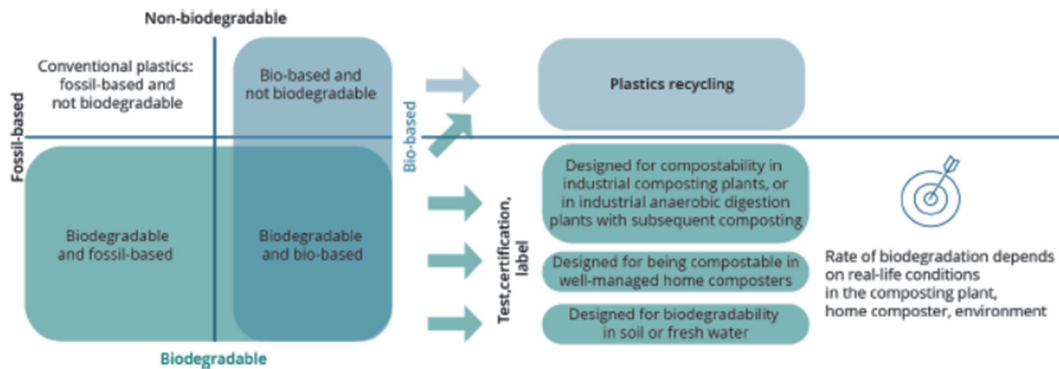 Non-biodegradable
Fossil-based
Conventional plastics:
fossil-based and
not biodegradable
Bio-based and
not biodegradable
Biodegradable
and fossil-based
Biodegradable
and bio-based
Biodegradable
Bio-based
Test,certification,
label
Plastics recycling
Designed for compostability in
industrial composting plants, or
in industrial anaerobic digestion
plants with subsequent composting
Designed for being compostable in
well-managed home composters
Designed for biodegradability
in soil or fresh water
Rate of biodegradation depends
on real-life conditions
in the composting plant,
home composter, environment